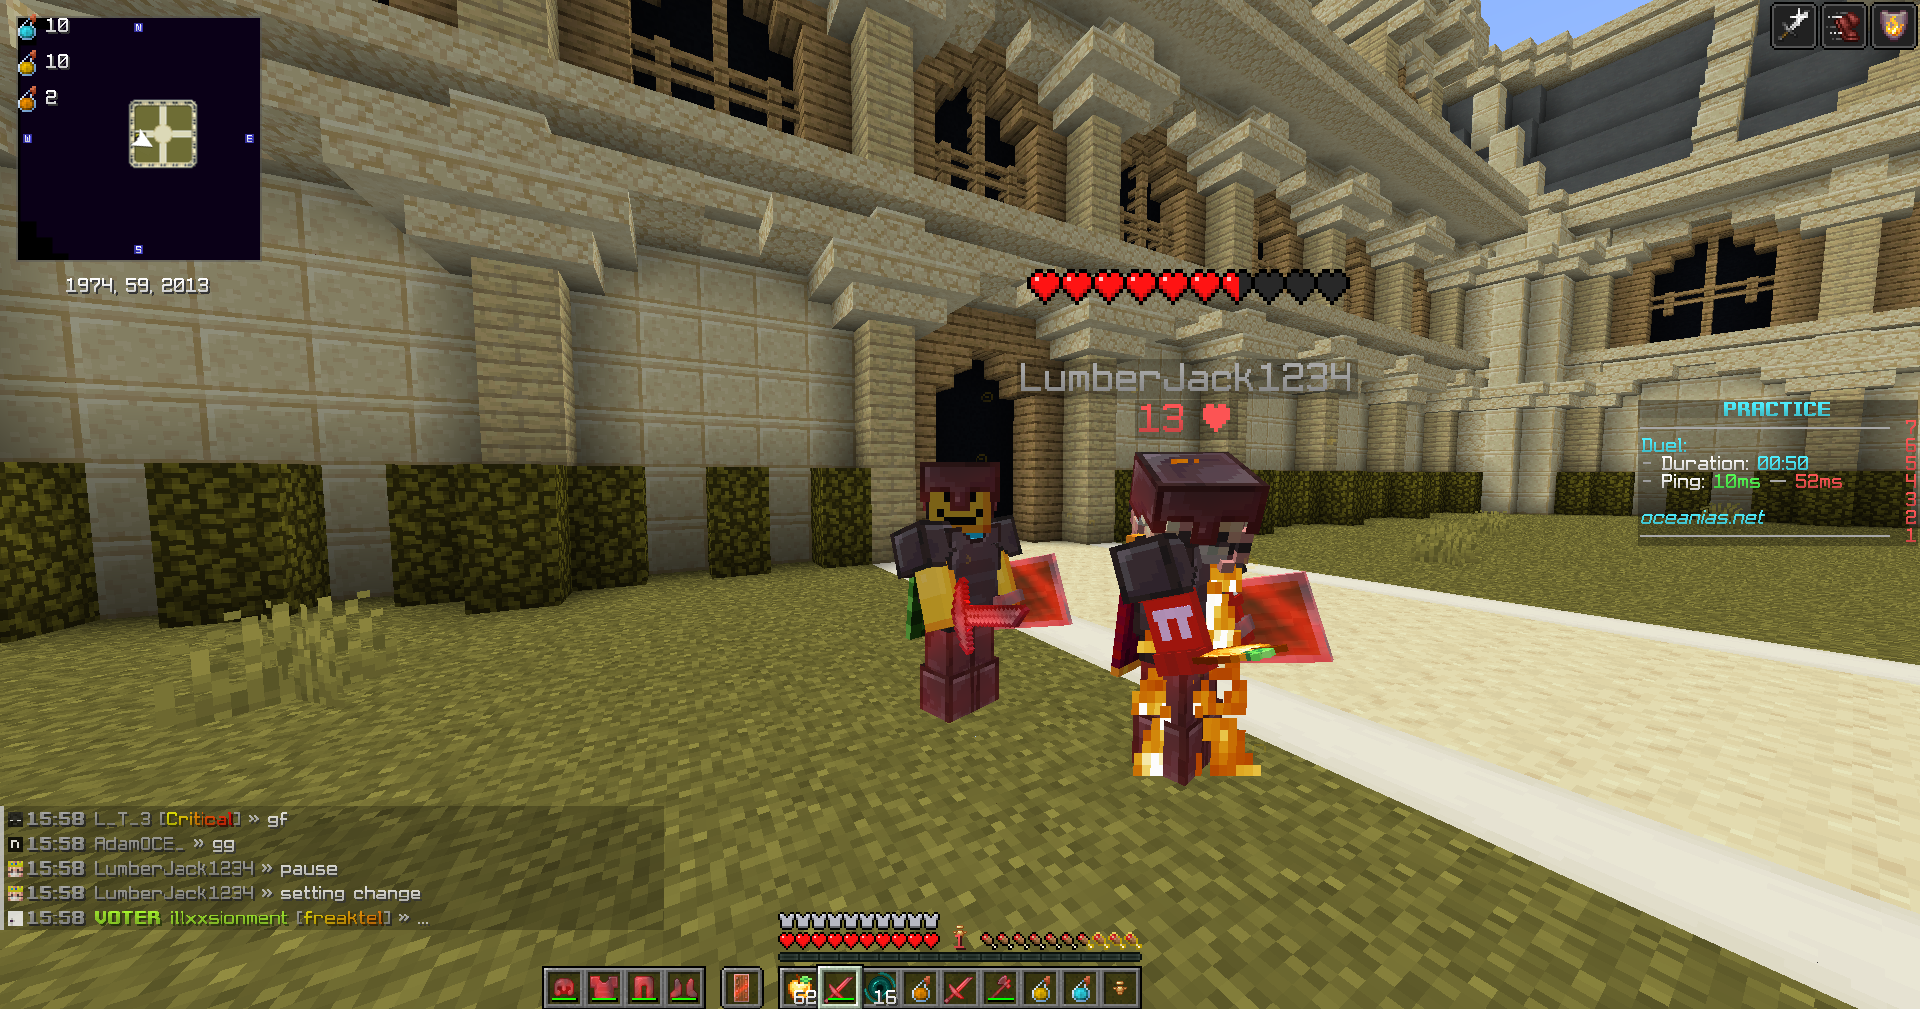 10
N
10
2
W
E
S
1974, 59, 2013
LumberJack1234
13
PRACTICE
7
Duel:
6
- Duration: 00:50
5
- Ping: 10ms — 52ms
4
3
oceanias.net
2
1
π
15:58 L_T_3 [Critical] » gf
15:58 AdamOCE_ » gg
15:58 LumberJack1234 » pause
15:58 LumberJack1234 » setting change
15:58 VOTER illxxsionment [freaktel] » ...
62
16